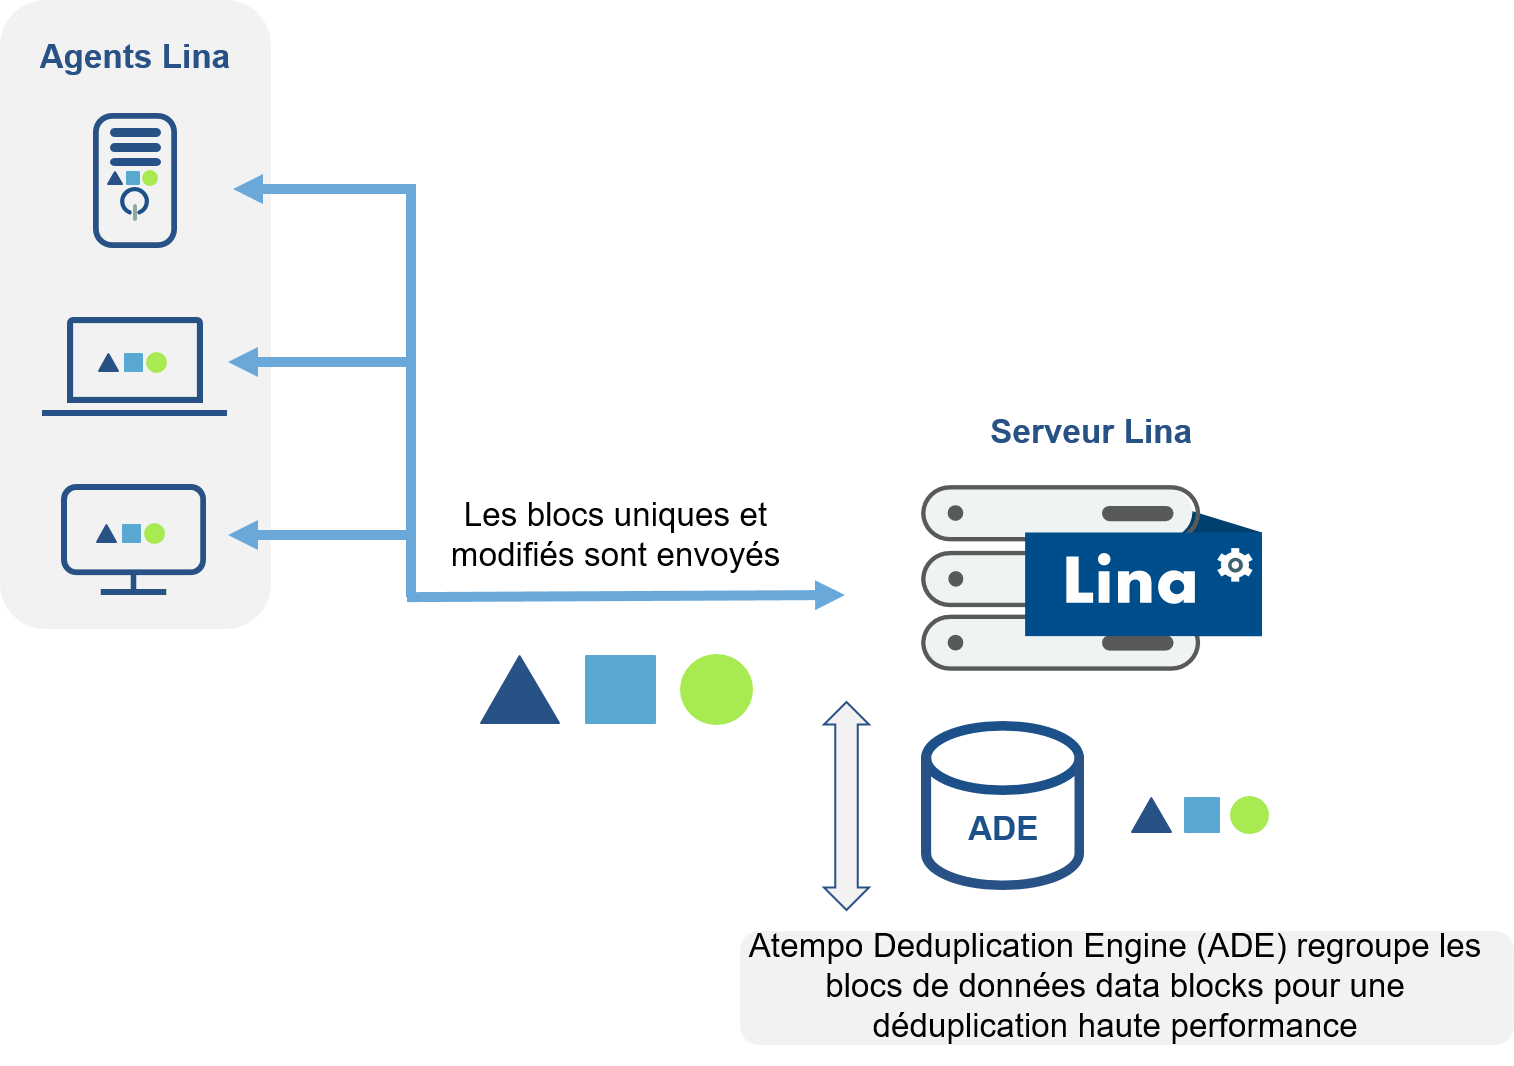 Agents Lina
Les blocs uniques et
modifiés sont envoyés
Serveur Lina
Lina
ADE
Atempo Deduplication Engine (ADE) regroupe les
blocs de données data blocks pour une
déduplication haute performance